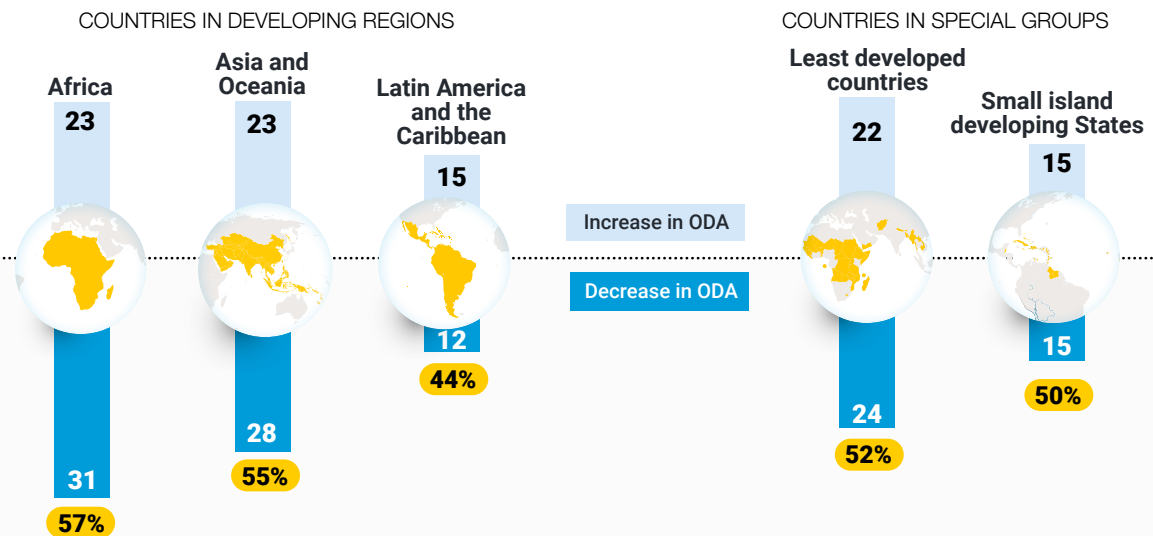 COUNTRIES IN DEVELOPING REGIONS
Africa
23
31
57%
Asia and
Oceania
23
28
55%
Latin America
and the
Caribbean
15
12
44%
Increase in ODA
Decrease in ODA
COUNTRIES IN SPECIAL GROUPS
Least developed
countries
22
24
52%
Small island
developing States
15
15
50%